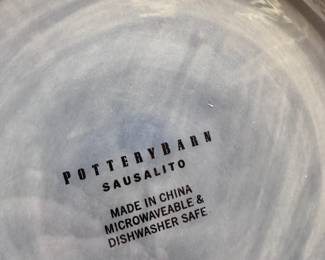 POTTERYBARN
SAUSALITO
MADE IN CHINA
MICROWAVEABLE &
DISHWASHER SAFE